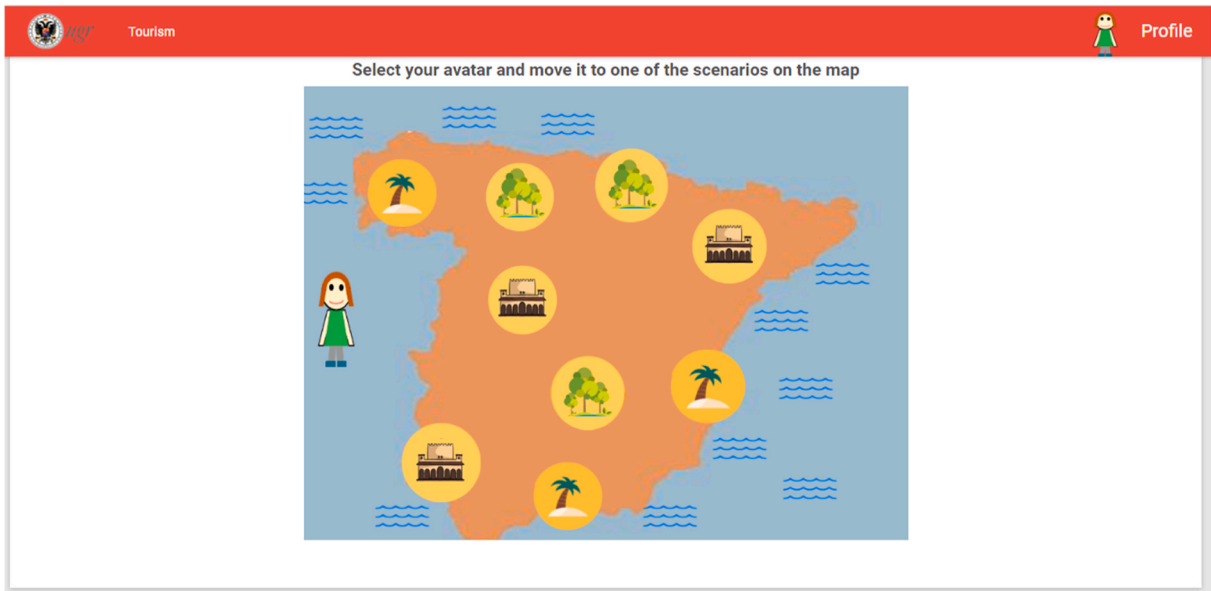 ugr
Tourism
Profile
Select your avatar and move it to one of the scenarios on the map